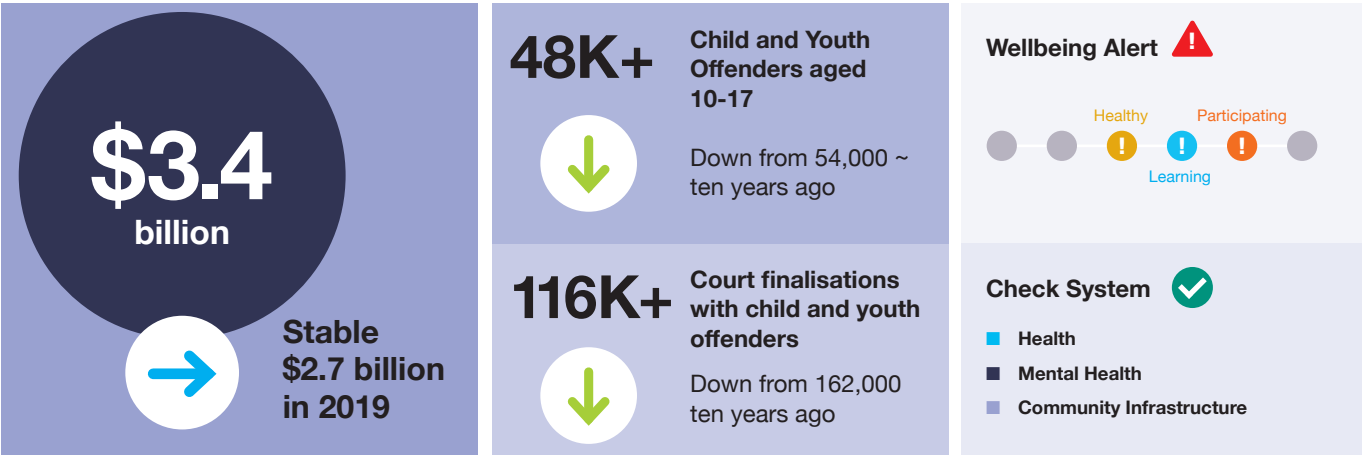 $3.4
billion
Stable
$2.7 billion
in 2019
48K+
Child and Youth
Offenders aged
10-17
Down from 54,000 ~
ten years ago
116K+
Court finalisations
with child and youth
offenders
Down from 162,000
ten years ago
Wellbeing Alert !
Healthy
Participating
! ! !
Learning
Check System
Health
Mental Health
Community Infrastructure